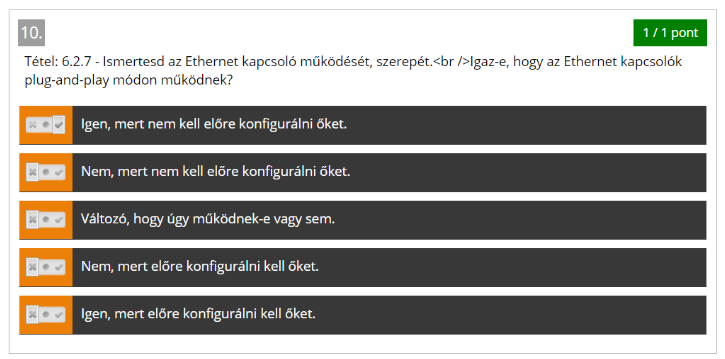 10.
1 / 1 pont
Tétel: 6.2.7 - Ismertesd az Ethernet kapcsoló működését, szerepét.<br />Igaz-e, hogy az Ethernet kapcsolók
plug-and-play módon működnek?
Igen, mert nem kell előre konfigurálni őket.
Nem, mert nem kell előre konfigurálni őket.
Változó, hogy úgy működnek-e vagy sem.
Nem, mert előre konfigurálni kell őket.
Igen, mert előre konfigurálni kell őket.